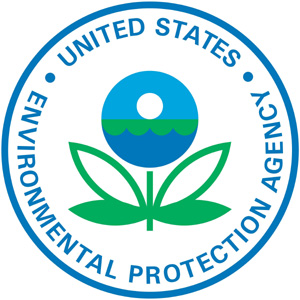 UNITED STATES
ENVIRONMENTAL PROTECTION AGENCY